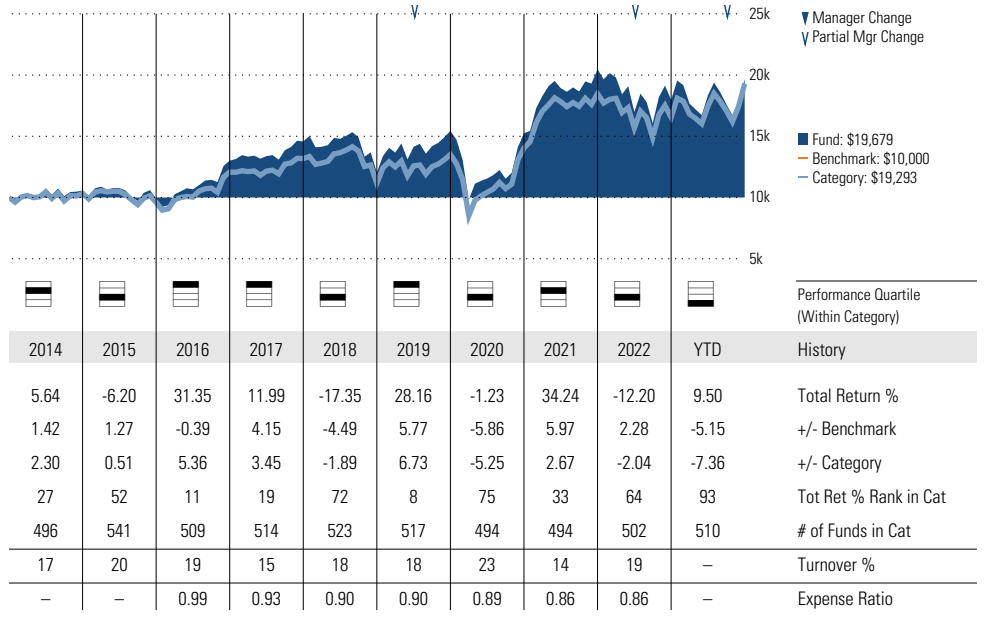 25k
Manager Change
Partial Mgr Change
20k
15k
Fund: $19,679
Benchmark: $10,000
Category: $19,293
10k
5k
Performance Quartile
(Within Category)
2014 2015 2016 2017 2018 2019 2020 2021 2022 YTD History
5.64 -6.20 31.35 11.99 -17.35 28.16 -1.23 34.24 -12.20 9.50 Total Return %
1.42 1.27 -0.39 4.15 -4.49 5.77 -5.86 5.97 2.28 -5.15 +/- Benchmark
2.30 0.51 5.36 3.45 -1.89 6.73 -5.25 2.67 -2.04 -7.36 +/- Category
27 52 11 19 72 8 75 33 64 93 Tot Ret % Rank in Cat
496 541 509 514 523 517 494 494 502 510 # of Funds in Cat
17 20 19 15 18 18 23 14 19 – Turnover %
– – 0.99 0.93 0.90 0.90 0.89 0.86 0.86 – Expense Ratio